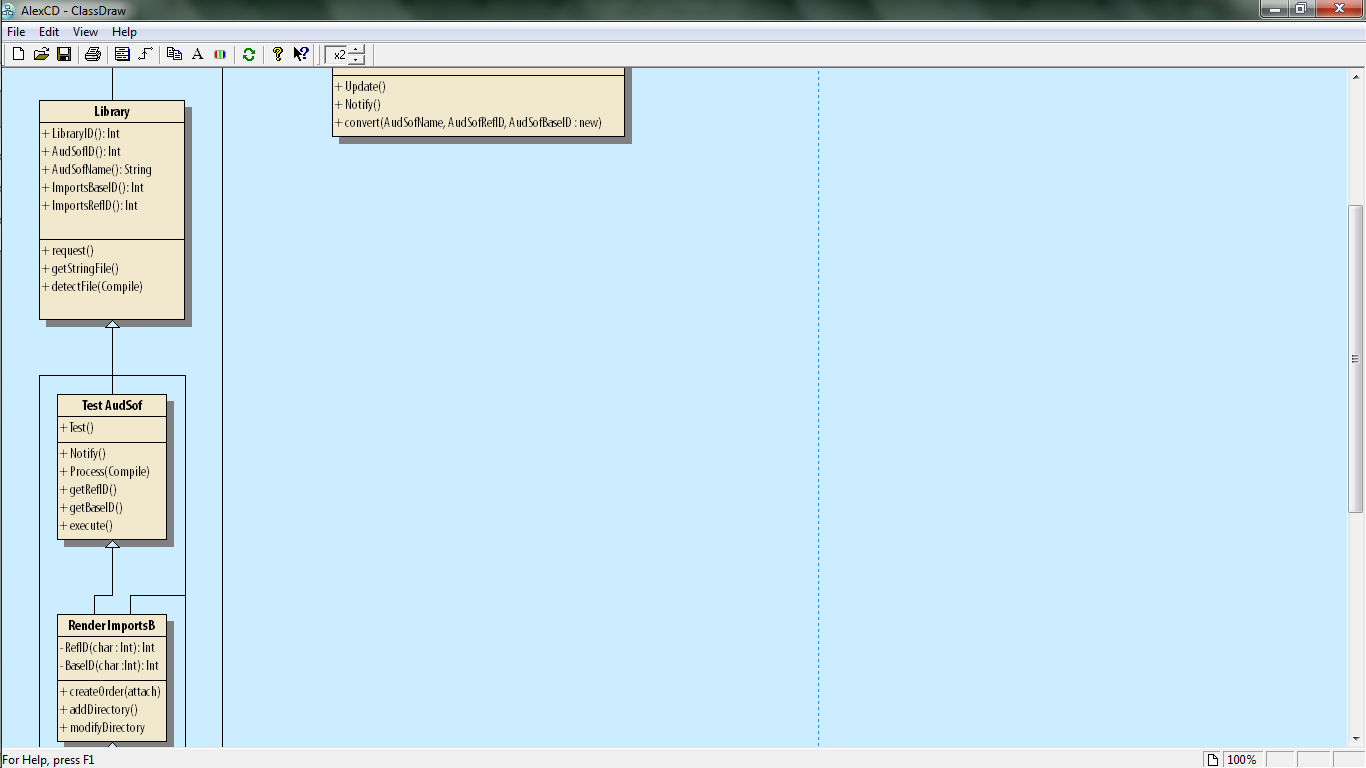 AlexCD - ClassDraw
File Edit View Help
x2
Library
+ LibraryID(): Int
+ AudSofID(): Int
+ AudSofName(): String
+ ImportsBaseID(): Int
+ ImportsRefID(): Int
+ request()
+ getStringFile()
+ detectFile(Compile)
+ Update()
+ Notify()
+ convert(AudSofName, AudSofRefID, AudSofBaseID : new)
Test AudSof
+ Test()
+ Notify()
+ Process(Compile)
+ getRefID()
+ getBaseID()
+ execute()
Render ImportsB
- RefID(char : Int): Int
- BaseID(char :Int): Int
+ createOrder(attach)
+ addDirectory()
+ modifyDirectory
For Help, press F1
100%